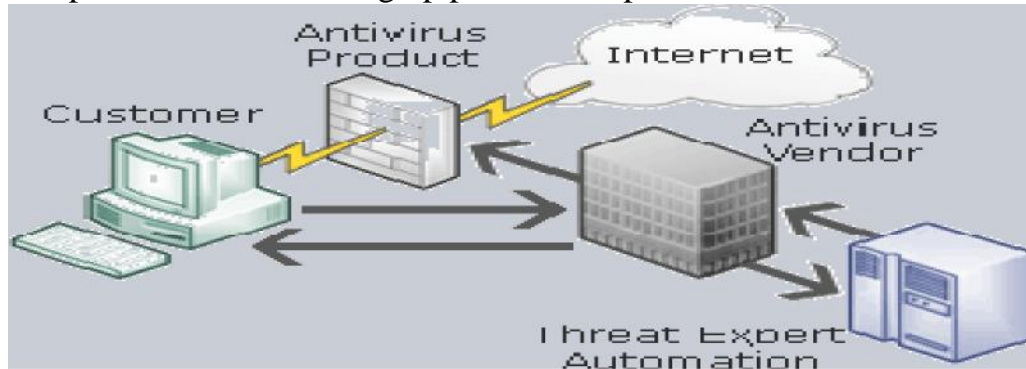 Antivirus
Product
Internet
Customer
Antivirus
Vendor
Threat Expert
Automation